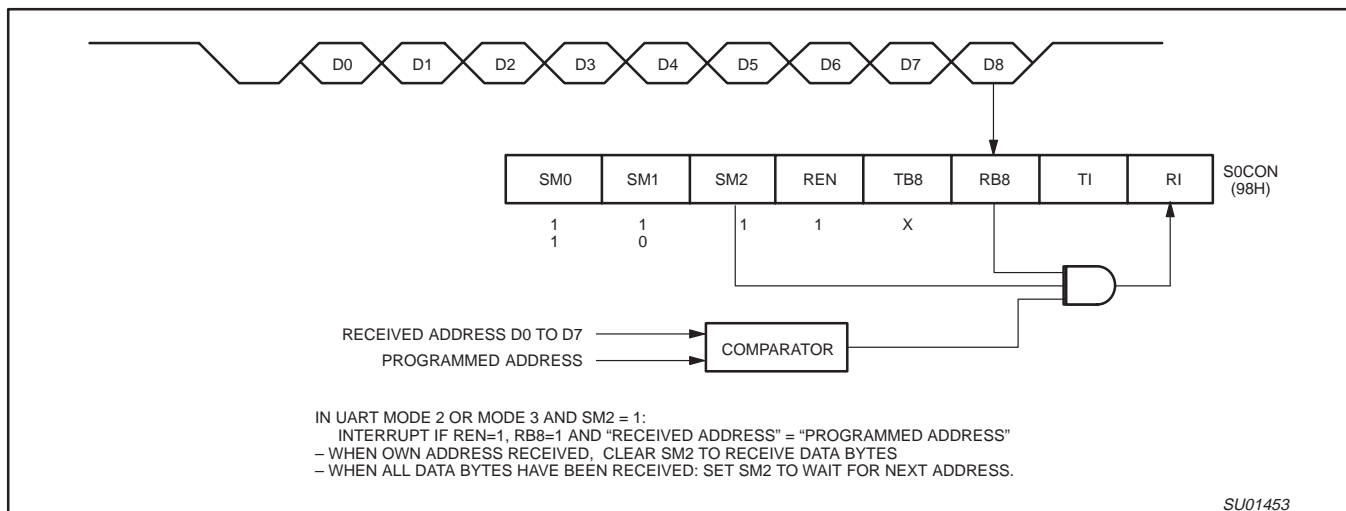 D0 D1 D2 D3 D4 D5 D6 D7 D8
SM0 SM1 SM2 REN TB8 RB8 TI RI
S0CON
(98H)
1 1 1 1 X
1 0
RECEIVED ADDRESS D0 TO D7
PROGRAMMED ADDRESS
COMPARATOR
IN UART MODE 2 OR MODE 3 AND SM2 = 1:
INTERRUPT IF REN=1, RB8=1 AND “RECEIVED ADDRESS” = “PROGRAMMED ADDRESS”
– WHEN OWN ADDRESS RECEIVED, CLEAR SM2 TO RECEIVE DATA BYTES
– WHEN ALL DATA BYTES HAVE BEEN RECEIVED: SET SM2 TO WAIT FOR NEXT ADDRESS.
SU01453